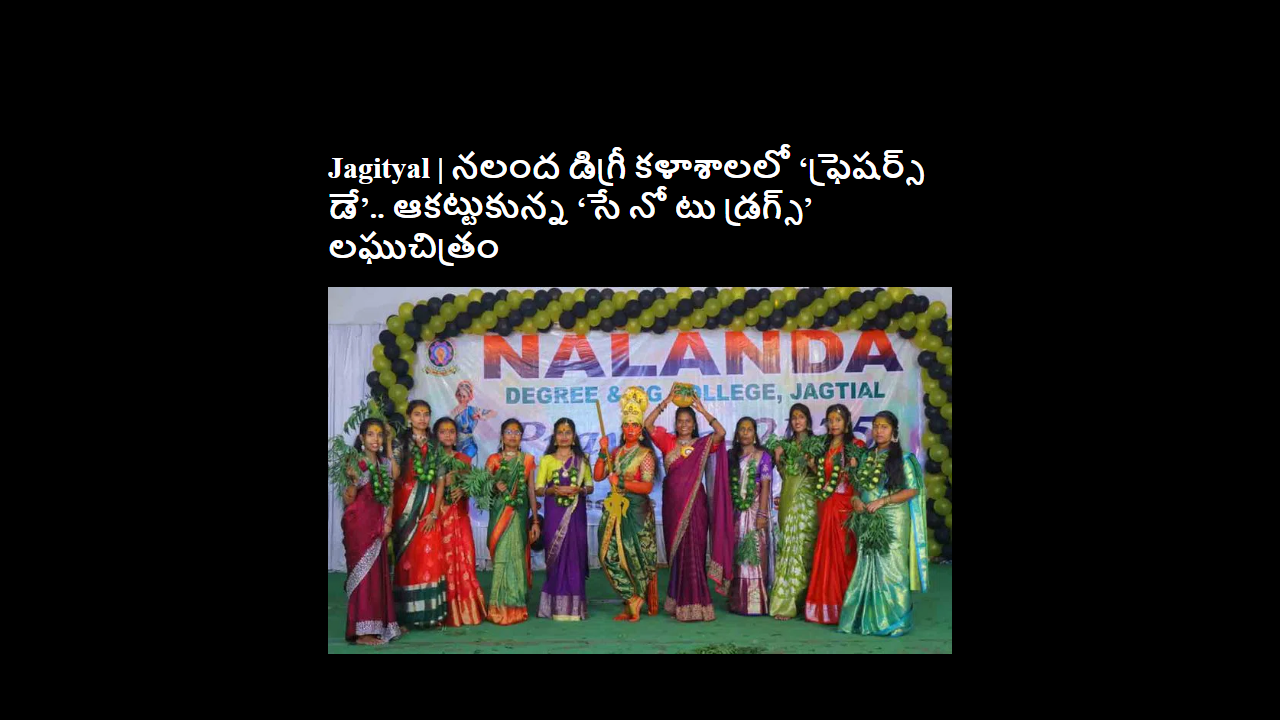 Jagityal | నలంద డిగ్రీ కళాశాలలో ‘ఫ్రెషర్స్
డే’.. ఆకట్టుకున్న ‘సే నో టు డ్రగ్స్’
లఘుచిత్రం
NALANDA
DEGREE & PG COLLEGE, JAGTIAL